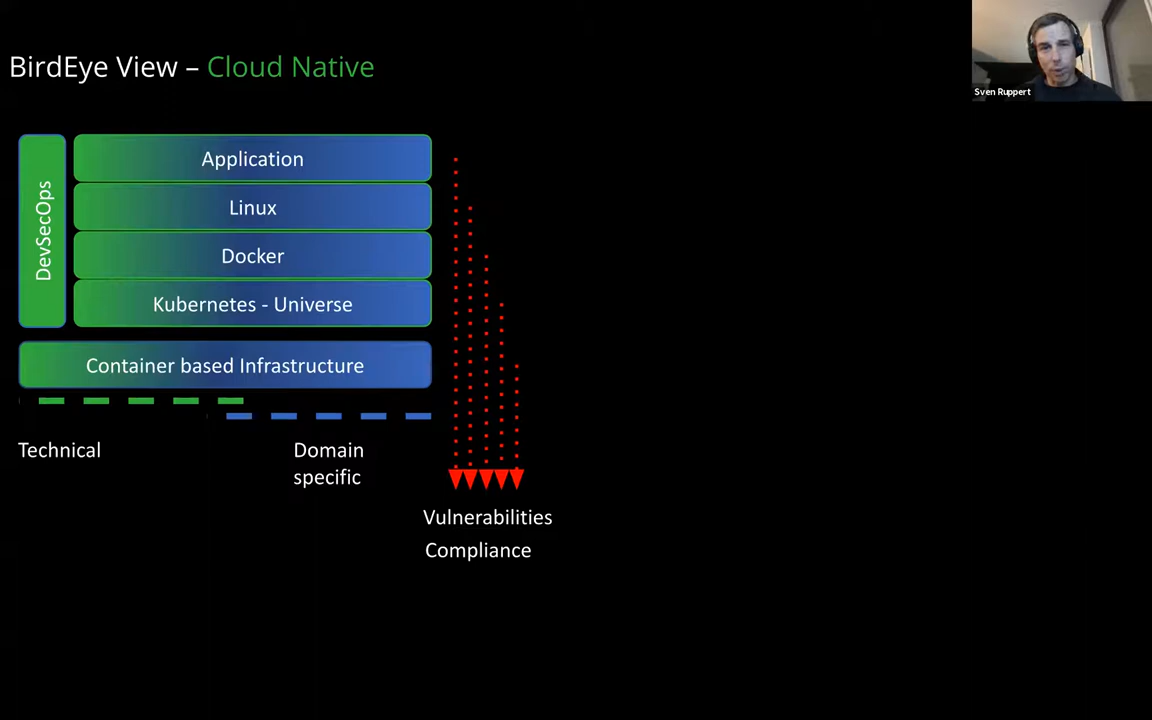 BirdEye View – Cloud Native
Sven Ruppert
DevSecOps
Application
Linux
Docker
Kubernetes - Universe
Container based Infrastructure
Technical
Domain
specific
Vulnerabilities
Compliance